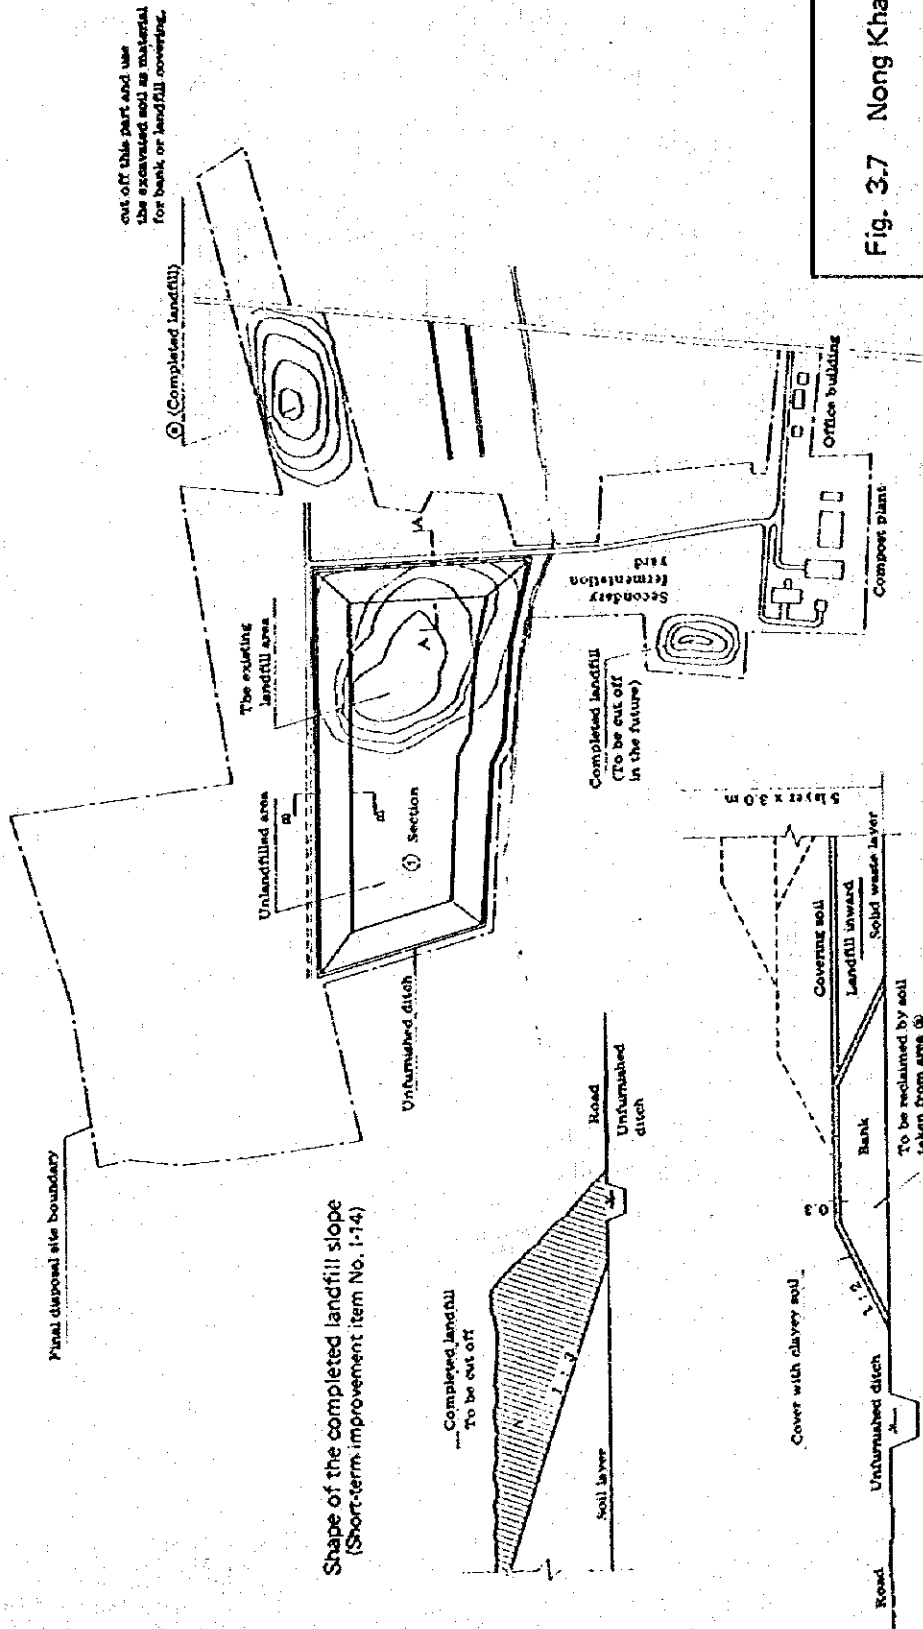 cut off this part and use
the excavated soil as material
for bank or landfill covering.
(Completed landfill)
Final disposal site boundary
The existing
landfill area
Unlandfilled area
B
B
A
A
① Section
Unfurnished ditch
Secondary
fermentation
yard
Completed landfill
(To be cut off
in the future)
Office building
Compost plant
Shape of the completed landfill slope
(Short-term improvement item No. 1-14)
Completed landfill
To be cut off
1 : 3
Soil layer
Road
Unfurnished
ditch
5 layer x 3.0 m
Covering soil
Landfill inward
Solid waste layer
Bank
0.3
1 : 2
Cover with clayey soil
To be reclaimed by soil
taken from area ⓐ
Road
Unfurnished ditch
Fig. 3.7 Nong Kha